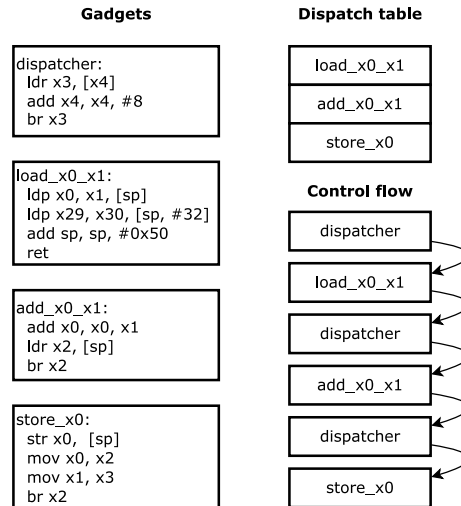 Gadgets
dispatcher:
ldr x3, [x4]
add x4, x4, #8
br x3
load_x0_x1:
ldp x0, x1, [sp]
ldp x29, x30, [sp, #32]
add sp, sp, #0x50
ret
add_x0_x1:
add x0, x0, x1
ldr x2, [sp]
br x2
store_x0:
str x0,  [sp]
mov x0, x2
mov x1, x3
br x2
Dispatch table
load_x0_x1
add_x0_x1
store_x0
Control flow
dispatcher
load_x0_x1
dispatcher
add_x0_x1
dispatcher
store_x0